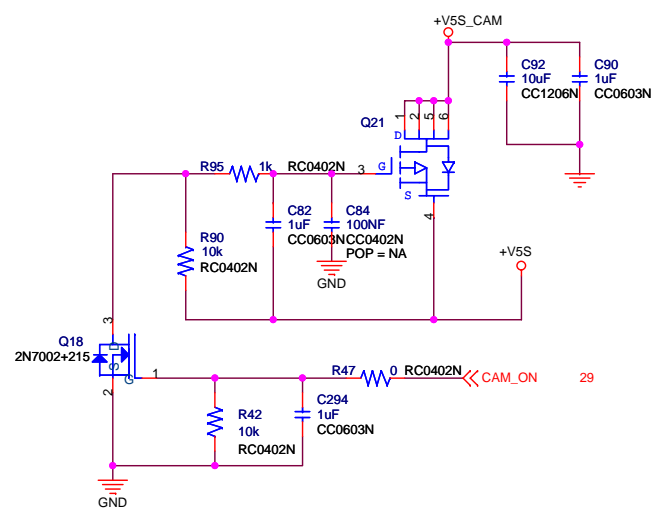 +V5S_CAM
C92
10uF
CC1206N
C90
1uF
CC0603N
Q21
1
2
5
6
D
G
S
3
4
R95
1k
RC0402N
C82
1uF
CC0603N
C84
100NF
CC0402N
POP = NA
GND
R90
10k
RC0402N
+V5S
Q18
2N7002+215
3
D
S
G
1
2
R47
0
RC0402N
CAM_ON
29
R42
10k
RC0402N
C294
1uF
CC0603N
GND